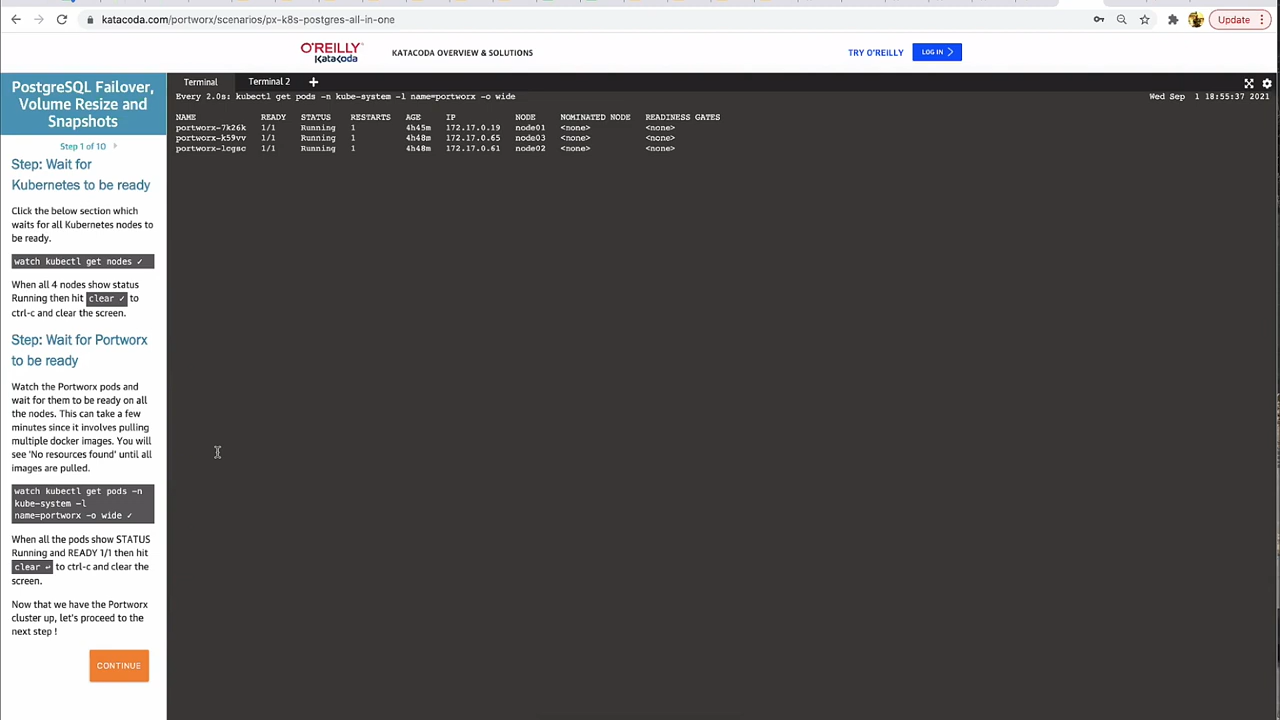 katacoda.com/portworx/scenarios/px-k8s-postgres-all-in-one
Update
O'REILLY
Katacoda
KATACODA OVERVIEW & SOLUTIONS
TRY O'REILLY
LOG IN
PostgreSQL Failover,
Volume Resize and
Snapshots
Step 1 of 10
Step: Wait for
Kubernetes to be ready
Click the below section which
waits for all Kubernetes nodes to
be ready.
watch kubectl get nodes ✓
When all 4 nodes show status
Running then hit clear ✓ to
ctrl-c and clear the screen.
Step: Wait for Portworx
to be ready
Watch the Portworx pods and
wait for them to be ready on all
the nodes. This can take a few
minutes since it involves pulling
multiple docker images. You will
see 'No resources found' until all
images are pulled.
watch kubectl get pods -n
kube-system -l
name=portworx -o wide ✓
When all the pods show STATUS
Running and READY 1/1 then hit
clear ↩ to ctrl-c and clear the
screen.
Now that we have the Portworx
cluster up, let's proceed to the
next step !
CONTINUE
Terminal Terminal 2 +
Every 2.0s: kubectl get pods -n kube-system -l name=portworx -o wide Wed Sep 1 18:55:37 2021
NAME READY STATUS RESTARTS AGE IP NODE NOMINATED NODE READINESS GATES
portworx-7k26k 1/1 Running 1 4h45m 172.17.0.19 node01 <none> <none>
portworx-k59vv 1/1 Running 1 4h48m 172.17.0.65 node03 <none> <none>
portworx-lcgsc 1/1 Running 1 4h48m 172.17.0.61 node02 <none> <none>